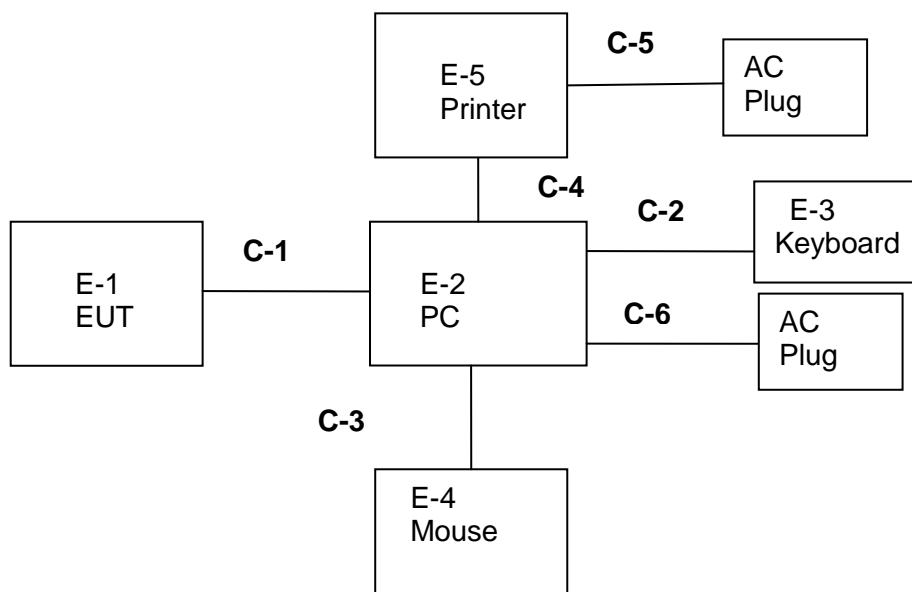 C-5
E-5
Printer
AC
Plug
C-4
C-2
E-3
Keyboard
C-1
E-1
EUT
E-2
PC
C-6
AC
Plug
C-3
E-4
Mouse